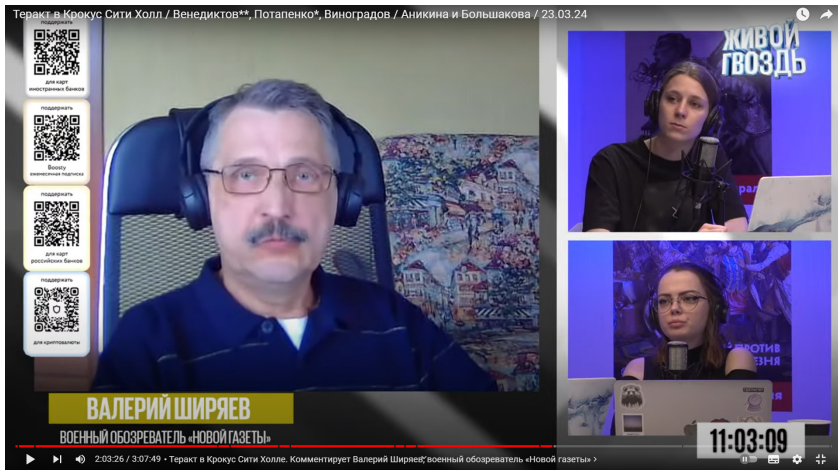 Теракт в Крокус Сити Холл / Венедиктов**, Потапенко*, Виноградов / Аникина и Большакова / 23.03.24
ЖИВОЙ
ГВОЗДЬ
поддержать
для карт
иностранных банков
поддержать
Boosty
ежемесячная подписка
поддержать
для карт
российских банков
поддержать
для криптовалюты
ПРОТИВ
ВАЛЕРИЙ ШИРЯЕВ
ВОЕННЫЙ ОБОЗРЕВАТЕЛЬ «НОВОЙ ГАЗЕТЫ»
11:03:09
2:03:26 / 3:07:49 • Теракт в Крокус Сити Холле. Комментирует Валерий Ширяев, военный обозреватель «Новой газеты» ›